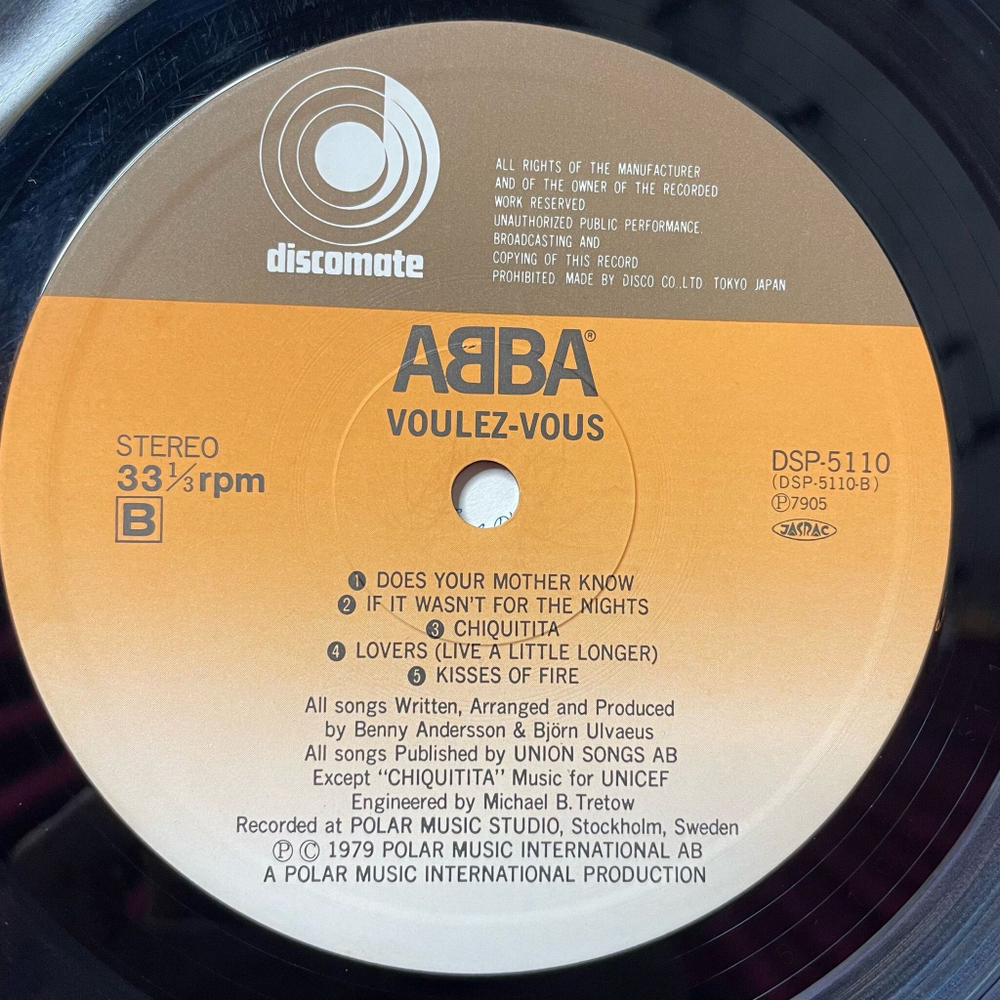 discomate
ALL RIGHTS OF THE MANUFACTURER
AND OF THE OWNER OF THE RECORDED
WORK RESERVED
UNAUTHORIZED PUBLIC PERFORMANCE.
BROADCASTING AND
COPYING OF THIS RECORD
PROHIBITED. MADE BY DISCO CO.,LTD. TOKYO JAPAN
ABBA®
VOULEZ-VOUS
STEREO
33 1/3 rpm
B
DSP-5110
(DSP-5110-B)
Ⓟ7905
JASRAC
1 DOES YOUR MOTHER KNOW
2 IF IT WASN'T FOR THE NIGHTS
3 CHIQUITITA
4 LOVERS (LIVE A LITTLE LONGER)
5 KISSES OF FIRE
All songs Written, Arranged and Produced
by Benny Andersson & Björn Ulvaeus
All songs Published by UNION SONGS AB
Except "CHIQUITITA" Music for UNICEF
Engineered by Michael B. Tretow
Recorded at POLAR MUSIC STUDIO, Stockholm, Sweden
Ⓟ © 1979 POLAR MUSIC INTERNATIONAL AB
A POLAR MUSIC INTERNATIONAL PRODUCTION